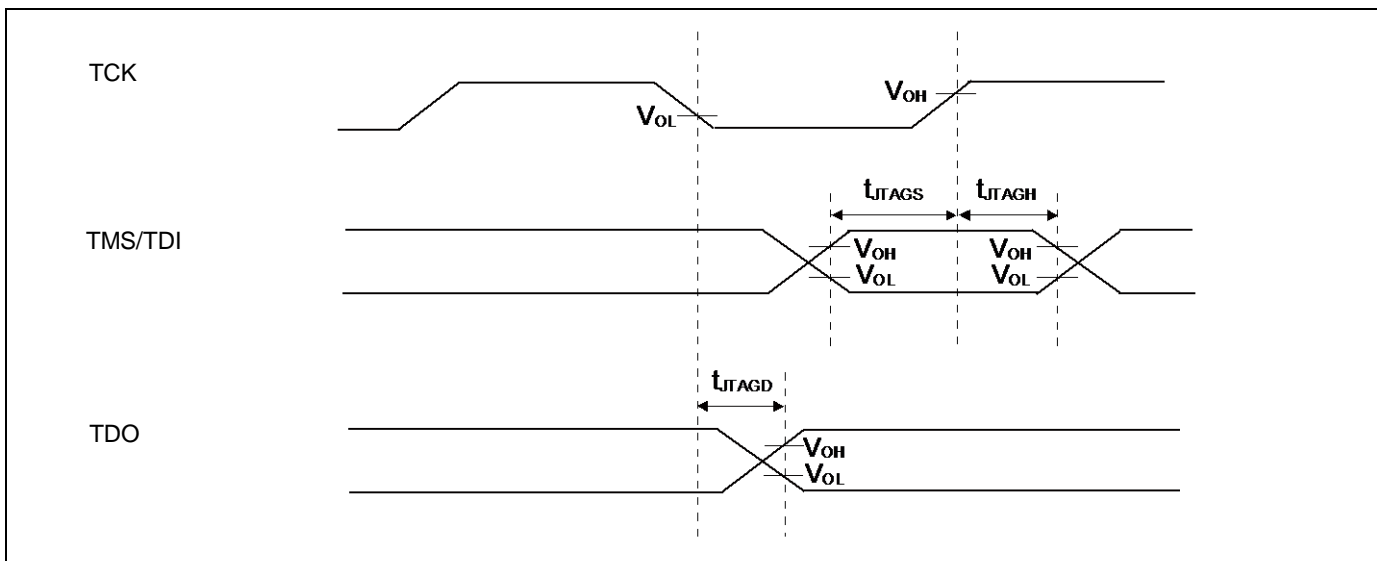 TCK
VOH
VOL
tJTAGS tJTAGH
TMS/TDI
VOH VOH
VOL VOL
tJTAGD
TDO
VOH
VOL